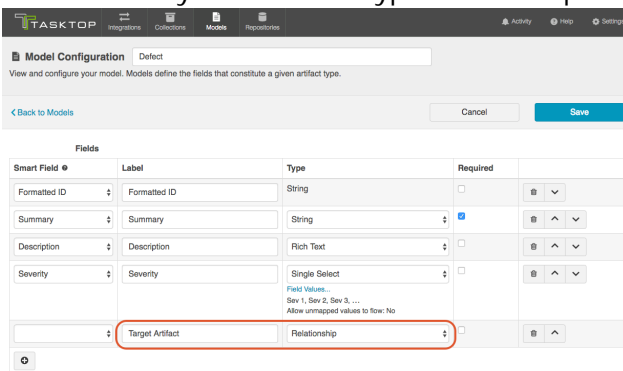 TASKTOP Integrations Collections Models Repositories Activity Help Settings
Model Configuration Defect
View and configure your model. Models define the fields that constitute a given artifact type.
Back to Models Cancel Save
Fields
Smart Field Label Type Required
Formatted ID Formatted ID String
Summary Summary String
Description Description Rich Text
Severity Severity Single Select
Field Values...
Sev 1, Sev 2, Sev 3, ...
Allow unmapped values to flow: No
Target Artifact Relationship